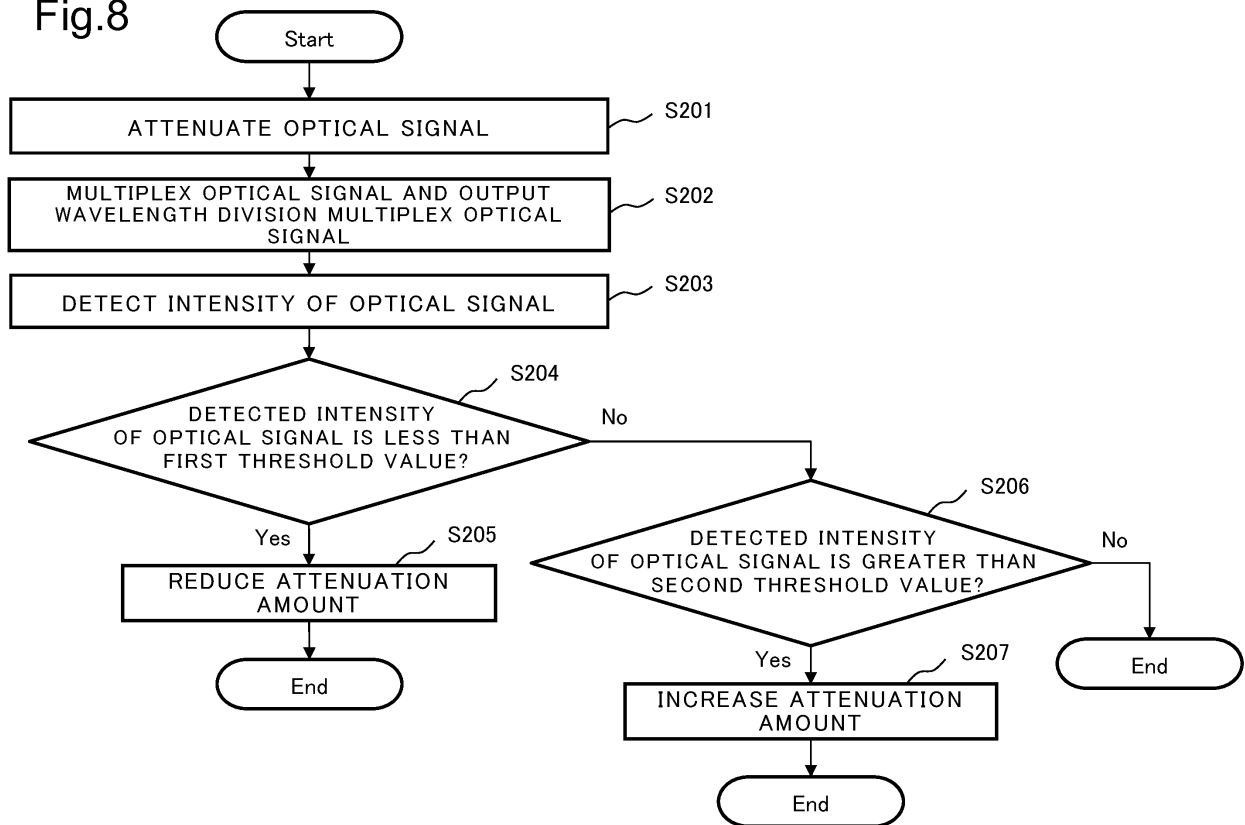 Fig.8
Start
ATTENUATE OPTICAL SIGNAL
S201
MULTIPLEX OPTICAL SIGNAL AND OUTPUT
WAVELENGTH DIVISION MULTIPLEX OPTICAL
SIGNAL
S202
DETECT INTENSITY OF OPTICAL SIGNAL
S203
S204
DETECTED INTENSITY
OF OPTICAL SIGNAL IS LESS THAN
FIRST THRESHOLD VALUE?
No
Yes
S205
REDUCE ATTENUATION
AMOUNT
End
S206
DETECTED INTENSITY
OF OPTICAL SIGNAL IS GREATER THAN
SECOND THRESHOLD VALUE?
No
End
Yes
S207
INCREASE ATTENUATION
AMOUNT
End